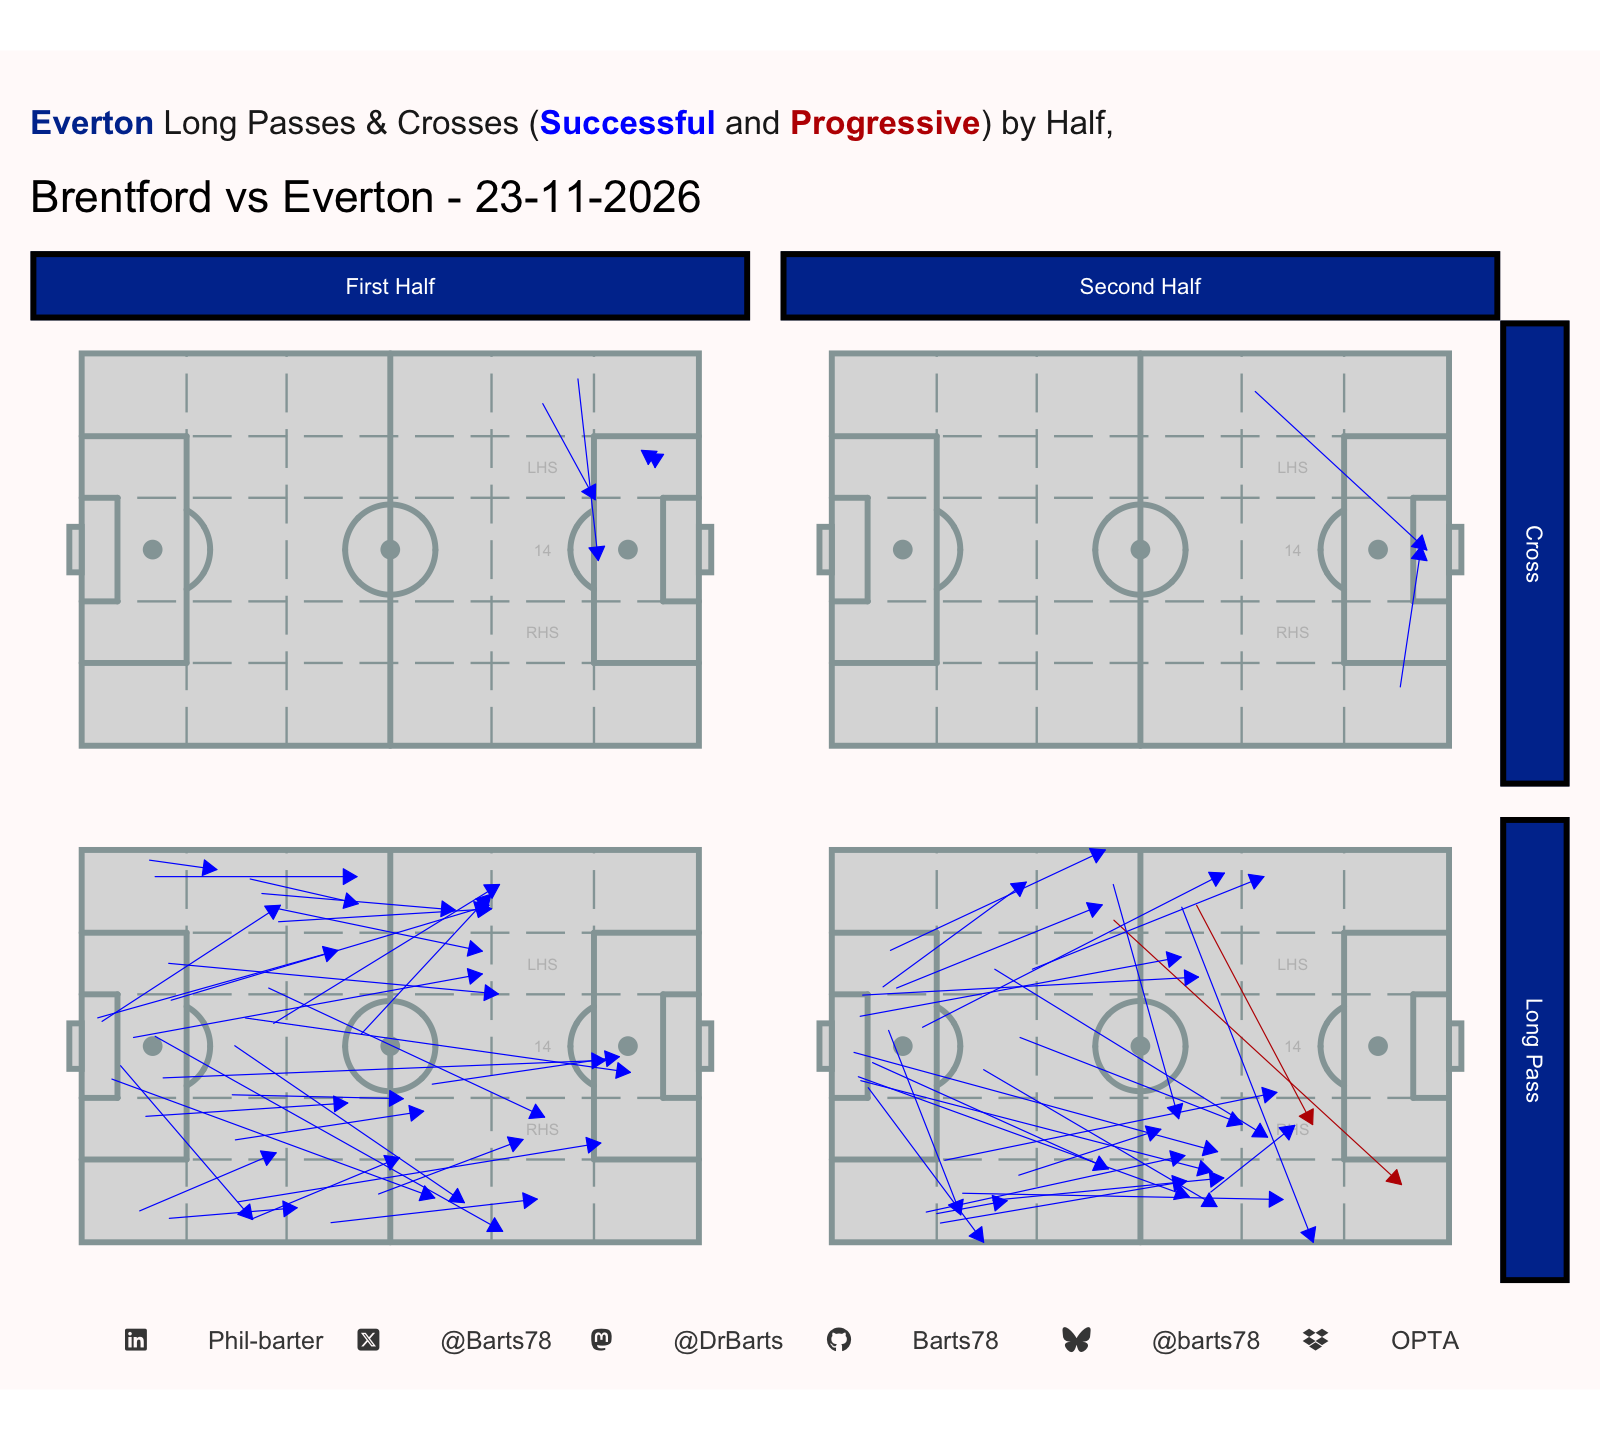 Everton Long Passes & Crosses (Successful and Progressive) by Half,
Brentford vs Everton - 23-11-2026
First Half
Second Half
LHS
14
RHS
LHS
14
RHS
Cross
LHS
14
RHS
LHS
14
RHS
Long Pass
Phil-barter @Barts78 @DrBarts Barts78 @barts78 OPTA